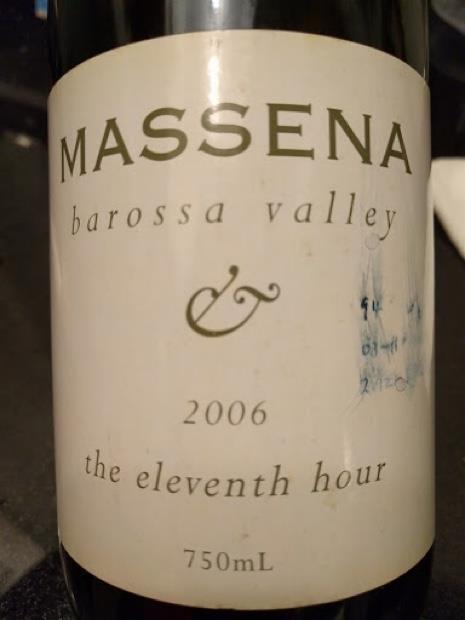 MASSENA
barossa valley
&
2006
the eleventh hour
750mL